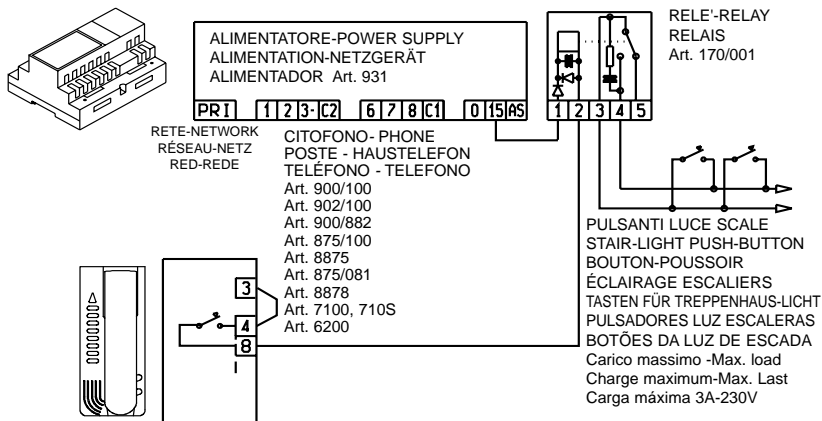 ALIMENTATORE-POWER SUPPLY
ALIMENTATION-NETZGERÄT
ALIMENTADOR Art. 931
PRI 1 2 3- C2 6 7 8 C1 0 15 AS
RETE-NETWORK
RÉSEAU-NETZ
RED-REDE
RELE'-RELAY
RELAIS
Art. 170/001
1 2 3 4 5
CITOFONO- PHONE
POSTE - HAUSTELEFON
TELÉFONO - TELEFONO
Art. 900/100
Art. 902/100
Art. 900/882
Art. 875/100
Art. 8875
Art. 875/081
Art. 8878
Art. 7100, 710S
Art. 6200
3
4
8
PULSANTI LUCE SCALE
STAIR-LIGHT PUSH-BUTTON
BOUTON-POUSSOIR
ÉCLAIRAGE ESCALIERS
TASTEN FÜR TREPPENHAUS-LICHT
PULSADORES LUZ ESCALERAS
BOTÕES DA LUZ DE ESCADA
Carico massimo -Max. load
Charge maximum-Max. Last
Carga máxima 3A-230V